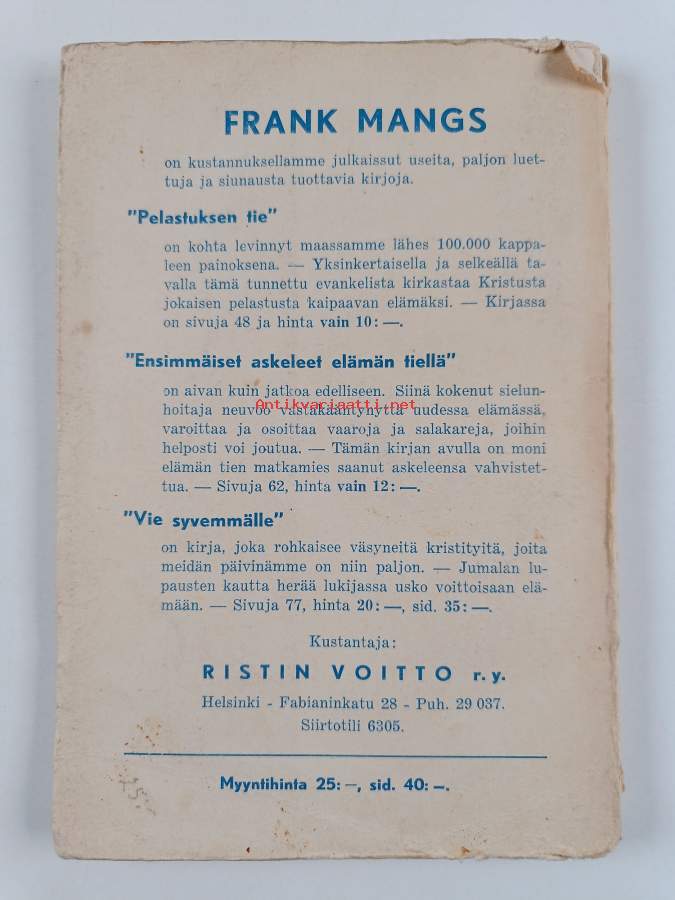 FRANK MANGS
on kustannuksellamme julkaissut useita, paljon luet-
tuja ja siunausta tuottavia kirjoja.
"Pelastuksen tie"
on kohta levinnyt maassamme lähes 100.000 kappa-
leen painoksena. — Yksinkertaisella ja selkeällä ta-
valla tämä tunnettu evankelista kirkastaa Kristusta
jokaisen pelastusta kaipaavan elämäksi. — Kirjassa
on sivuja 48 ja hinta vain 10: —.
"Ensimmäiset askeleet elämän tiellä"
on aivan kuin jatkoa edelliseen. Siinä kokenut sielun-
Antikvariaatti.net
hoitaja neuvoo vastakääntynyttä uudessa elämässä,
varoittaa ja osoittaa vaaroja ja salakareja, joihin
helposti voi joutua. — Tämän kirjan avulla on moni
elämän tien matkamies saanut askeleensa vahvistet-
tua. — Sivuja 62, hinta vain 12: —.
"Vie syvemmälle"
on kirja, joka rohkaisee väsyneitä kristityitä, joita
meidän päivinämme on niin paljon. — Jumalan lu-
pausten kautta herää lukijassa usko voittoisaan elä-
mään. — Sivuja 77, hinta 20: —, sid. 35: —.
Kustantaja:
RISTIN VOITTO r. y.
Helsinki - Fabianinkatu 28 - Puh. 29 037.
Siirtotili 6305.
Myyntihinta 25: —, sid. 40: —.
25:-